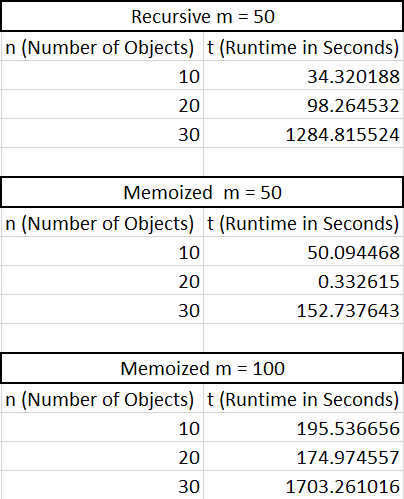 Recursive m = 50
n (Number of Objects) t (Runtime in Seconds)
10 34.320188
20 98.264532
30 1284.815524
Memoized m = 50
n (Number of Objects) t (Runtime in Seconds)
10 50.094468
20 0.332615
30 152.737643
Memoized m = 100
n (Number of Objects) t (Runtime in Seconds)
10 195.536656
20 174.974557
30 1703.261016